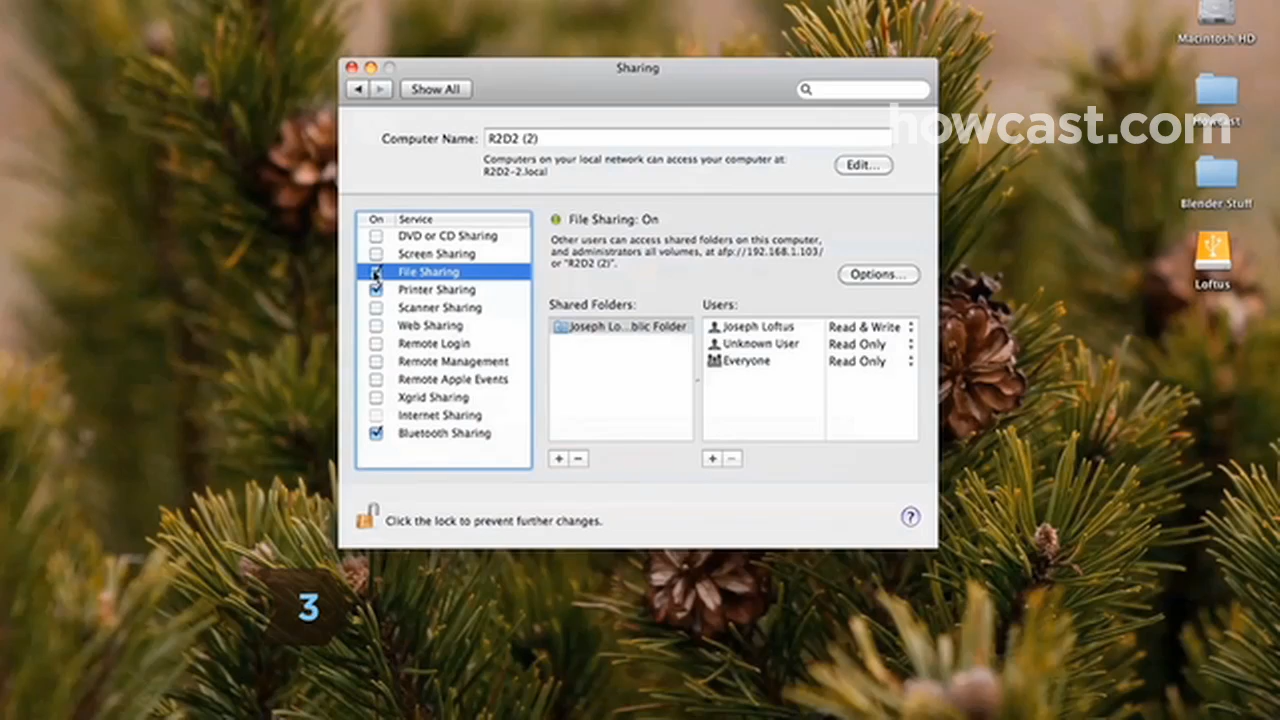 Macintosh HD
Sharing
Show All
howcast.com
Howcast
Computer Name: R2D2 (2)
Computers on your local network can access your computer at:
R2D2-2.local
Edit...
Blender Stuff
On Service
DVD or CD Sharing
Screen Sharing
File Sharing
Printer Sharing
Scanner Sharing
Web Sharing
Remote Login
Remote Management
Remote Apple Events
Xgrid Sharing
Internet Sharing
Bluetooth Sharing
File Sharing: On
Other users can access shared folders on this computer,
and administrators all volumes, at afp://192.168.1.103/
or "R2D2 (2)".
Options...
Loftus
Shared Folders:
Joseph Lo...blic Folder
Users:
Joseph Loftus Read & Write
Unknown User Read Only
Everyone Read Only
+ −
+ −
Click the lock to prevent further changes.
?
3